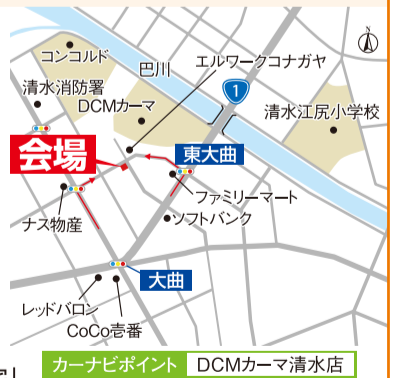 N
コンコルド
エルワークコナガヤ
巴川
清水消防署
DCMカーマ
1
清水江尻小学校
会場
東大曲
ファミリーマート
ナス物産
ソフトバンク
大曲
レッドバロン
CoCo壱番
カーナビポイント DCMカーマ清水店